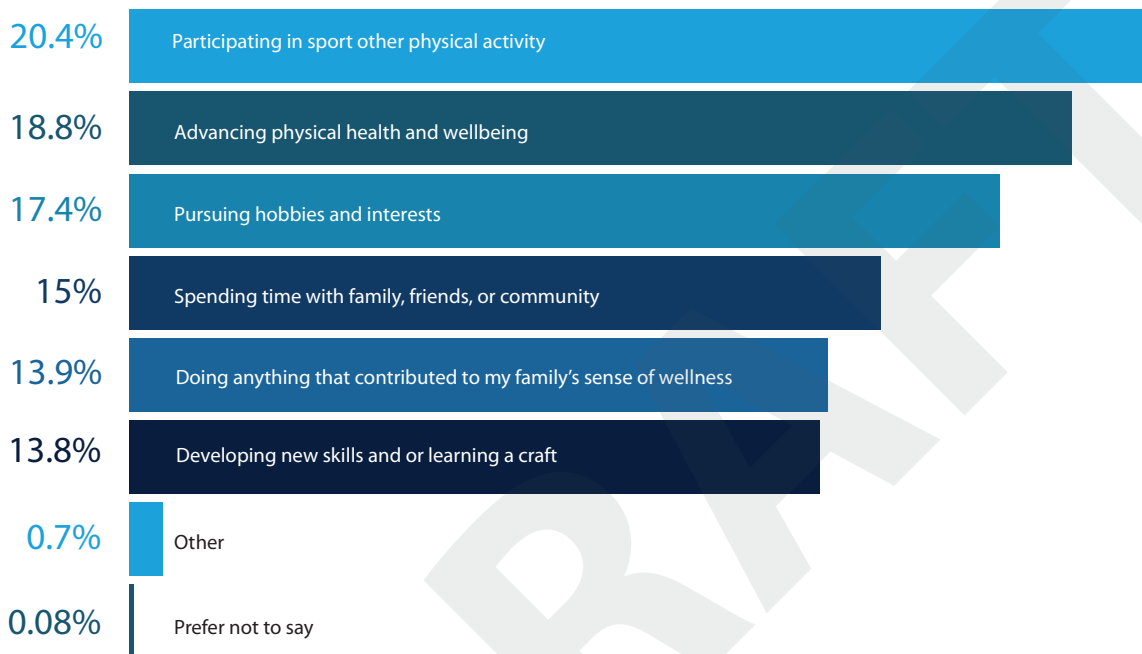 20.4% Participating in sport other physical activity
18.8% Advancing physical health and wellbeing
17.4% Pursuing hobbies and interests
15% Spending time with family, friends, or community
13.9% Doing anything that contributed to my family's sense of wellness
13.8% Developing new skills and or learning a craft
0.7% Other
0.08% Prefer not to say
RAFT